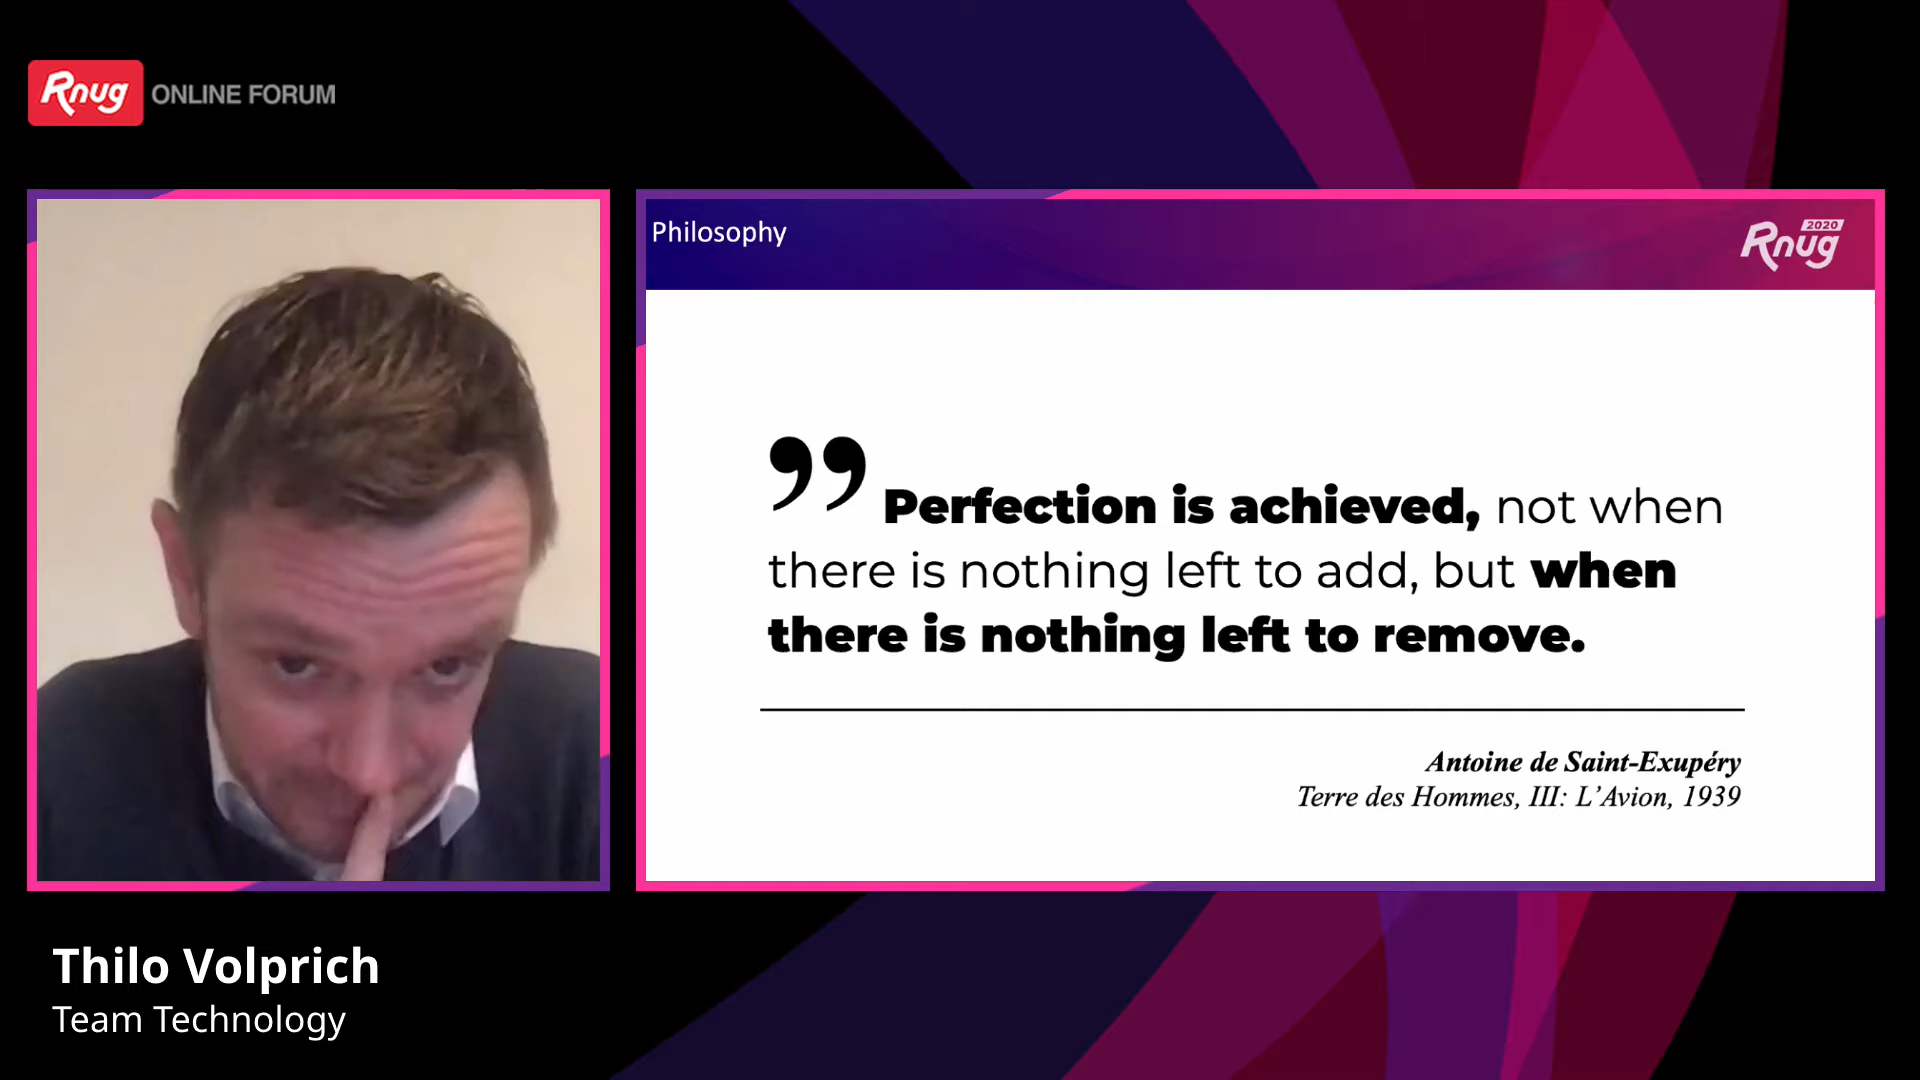 Rnug ONLINE FORUM
Philosophy
Rnug 2020
” Perfection is achieved, not when
there is nothing left to add, but when
there is nothing left to remove.
Antoine de Saint-Exupéry
Terre des Hommes, III: L’Avion, 1939
Thilo Volprich
Team Technology